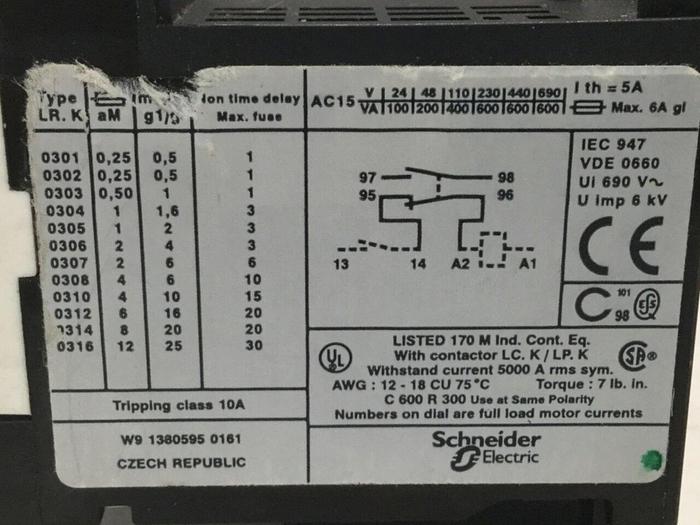 Type aM g1/g Non time delay
LR. K Max. fuse
0301 0,25 0,5 1
0302 0,25 0,5 1
0303 0,50 1 1
0304 1 1,6 3
0305 1 2 3
0306 2 4 3
0307 2 6 6
0308 4 6 10
0310 4 10 15
0312 6 16 20
0314 8 20 20
0316 12 25 30
Tripping class 10A
W9 1380595 0161
CZECH REPUBLIC
AC15 V 24 48 110 230 440 690
VA 100 200 400 600 600 600
I th = 5A
Max. 6A gl
97 98
95 96
13 14 A2 A1
IEC 947
VDE 0660
Ui 690 V~
U imp 6 kV
CE
C 101
98
UL
LISTED 170 M Ind. Cont. Eq.
With contactor LC. K / LP. K
Withstand current 5000 A rms sym.
AWG : 12 - 18 CU 75 °C Torque : 7 lb. in.
C 600 R 300 Use at Same Polarity
Numbers on dial are full load motor currents
SA ®
Schneider
Electric